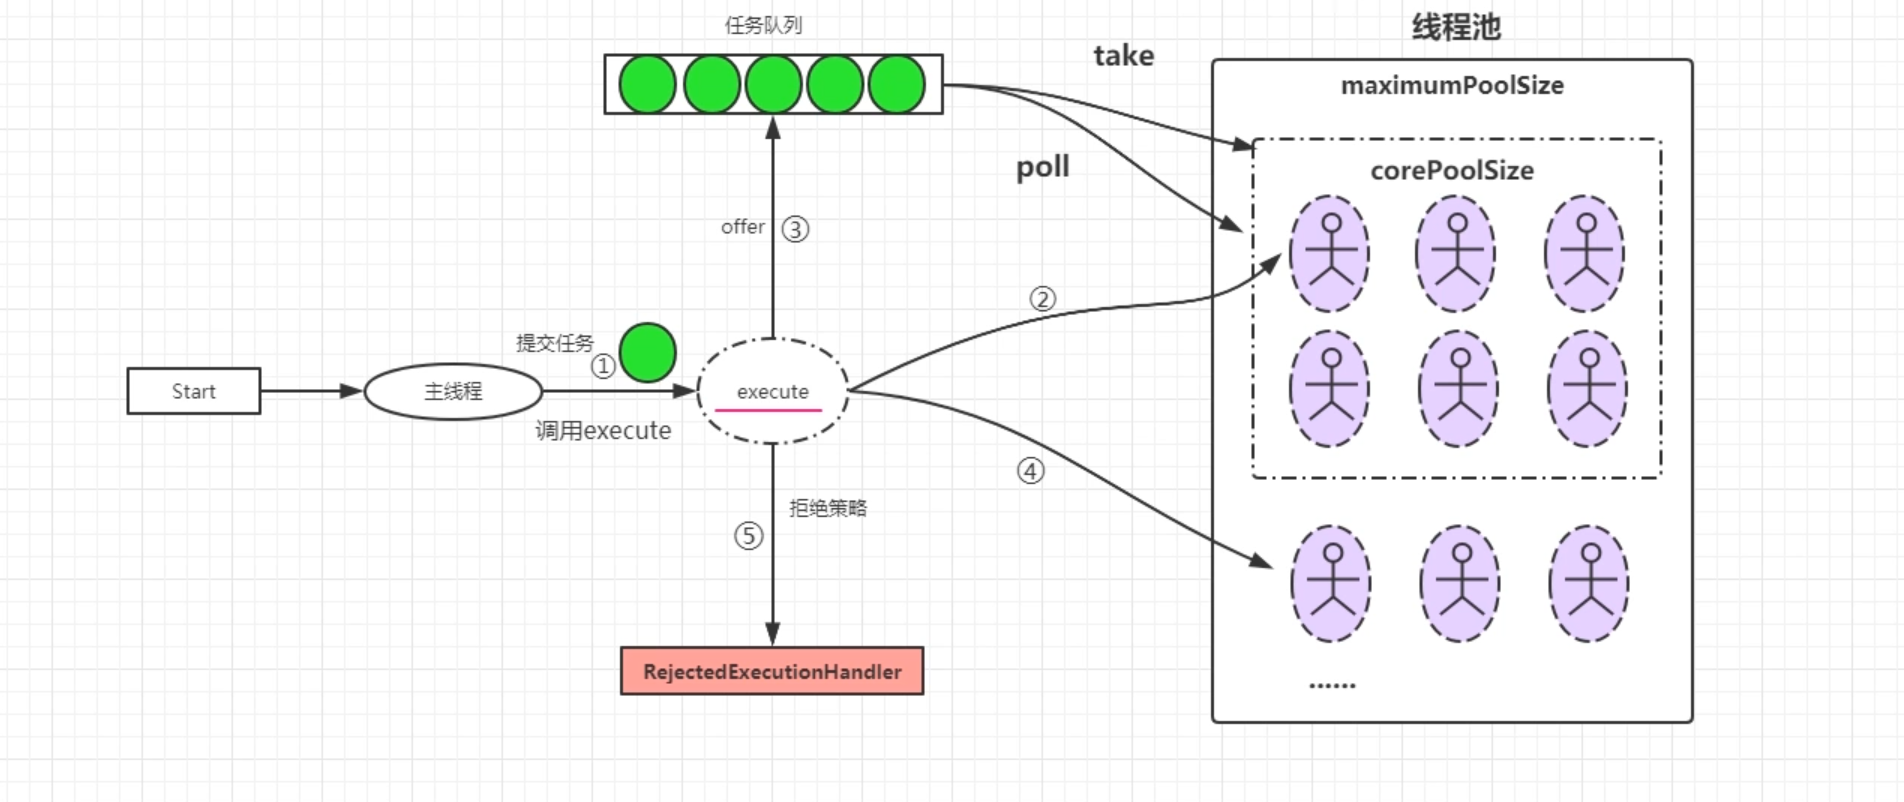 任务队列
线程池
take
maximumPoolSize
poll
corePoolSize
offer
③
②
提交任务
①
Start
主线程
execute
调用execute
④
拒绝策略
⑤
RejectedExecutionHandler
......